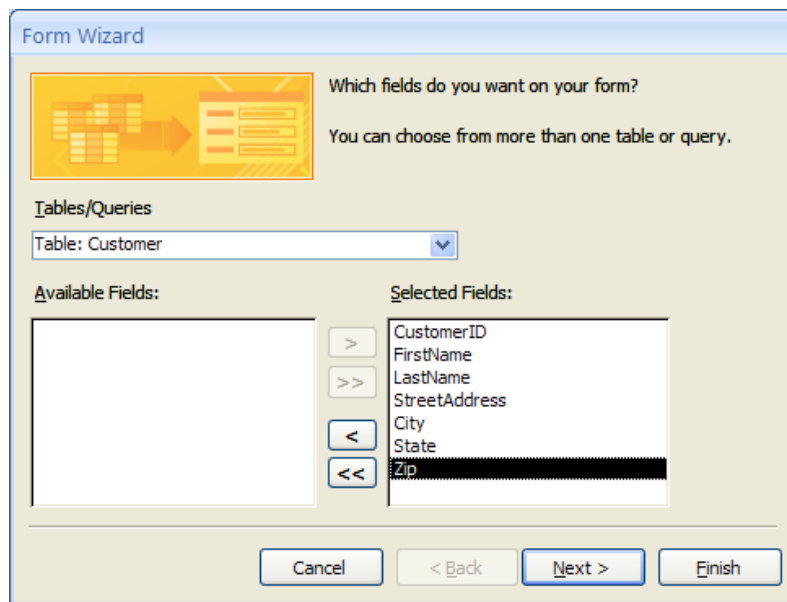 Form Wizard
Which fields do you want on your form?
You can choose from more than one table or query.
Tables/Queries
Table: Customer
Available Fields:
Selected Fields:
>
>>
<
<<
CustomerID
FirstName
LastName
StreetAddress
City
State
Zip
Cancel
< Back
Next >
Finish